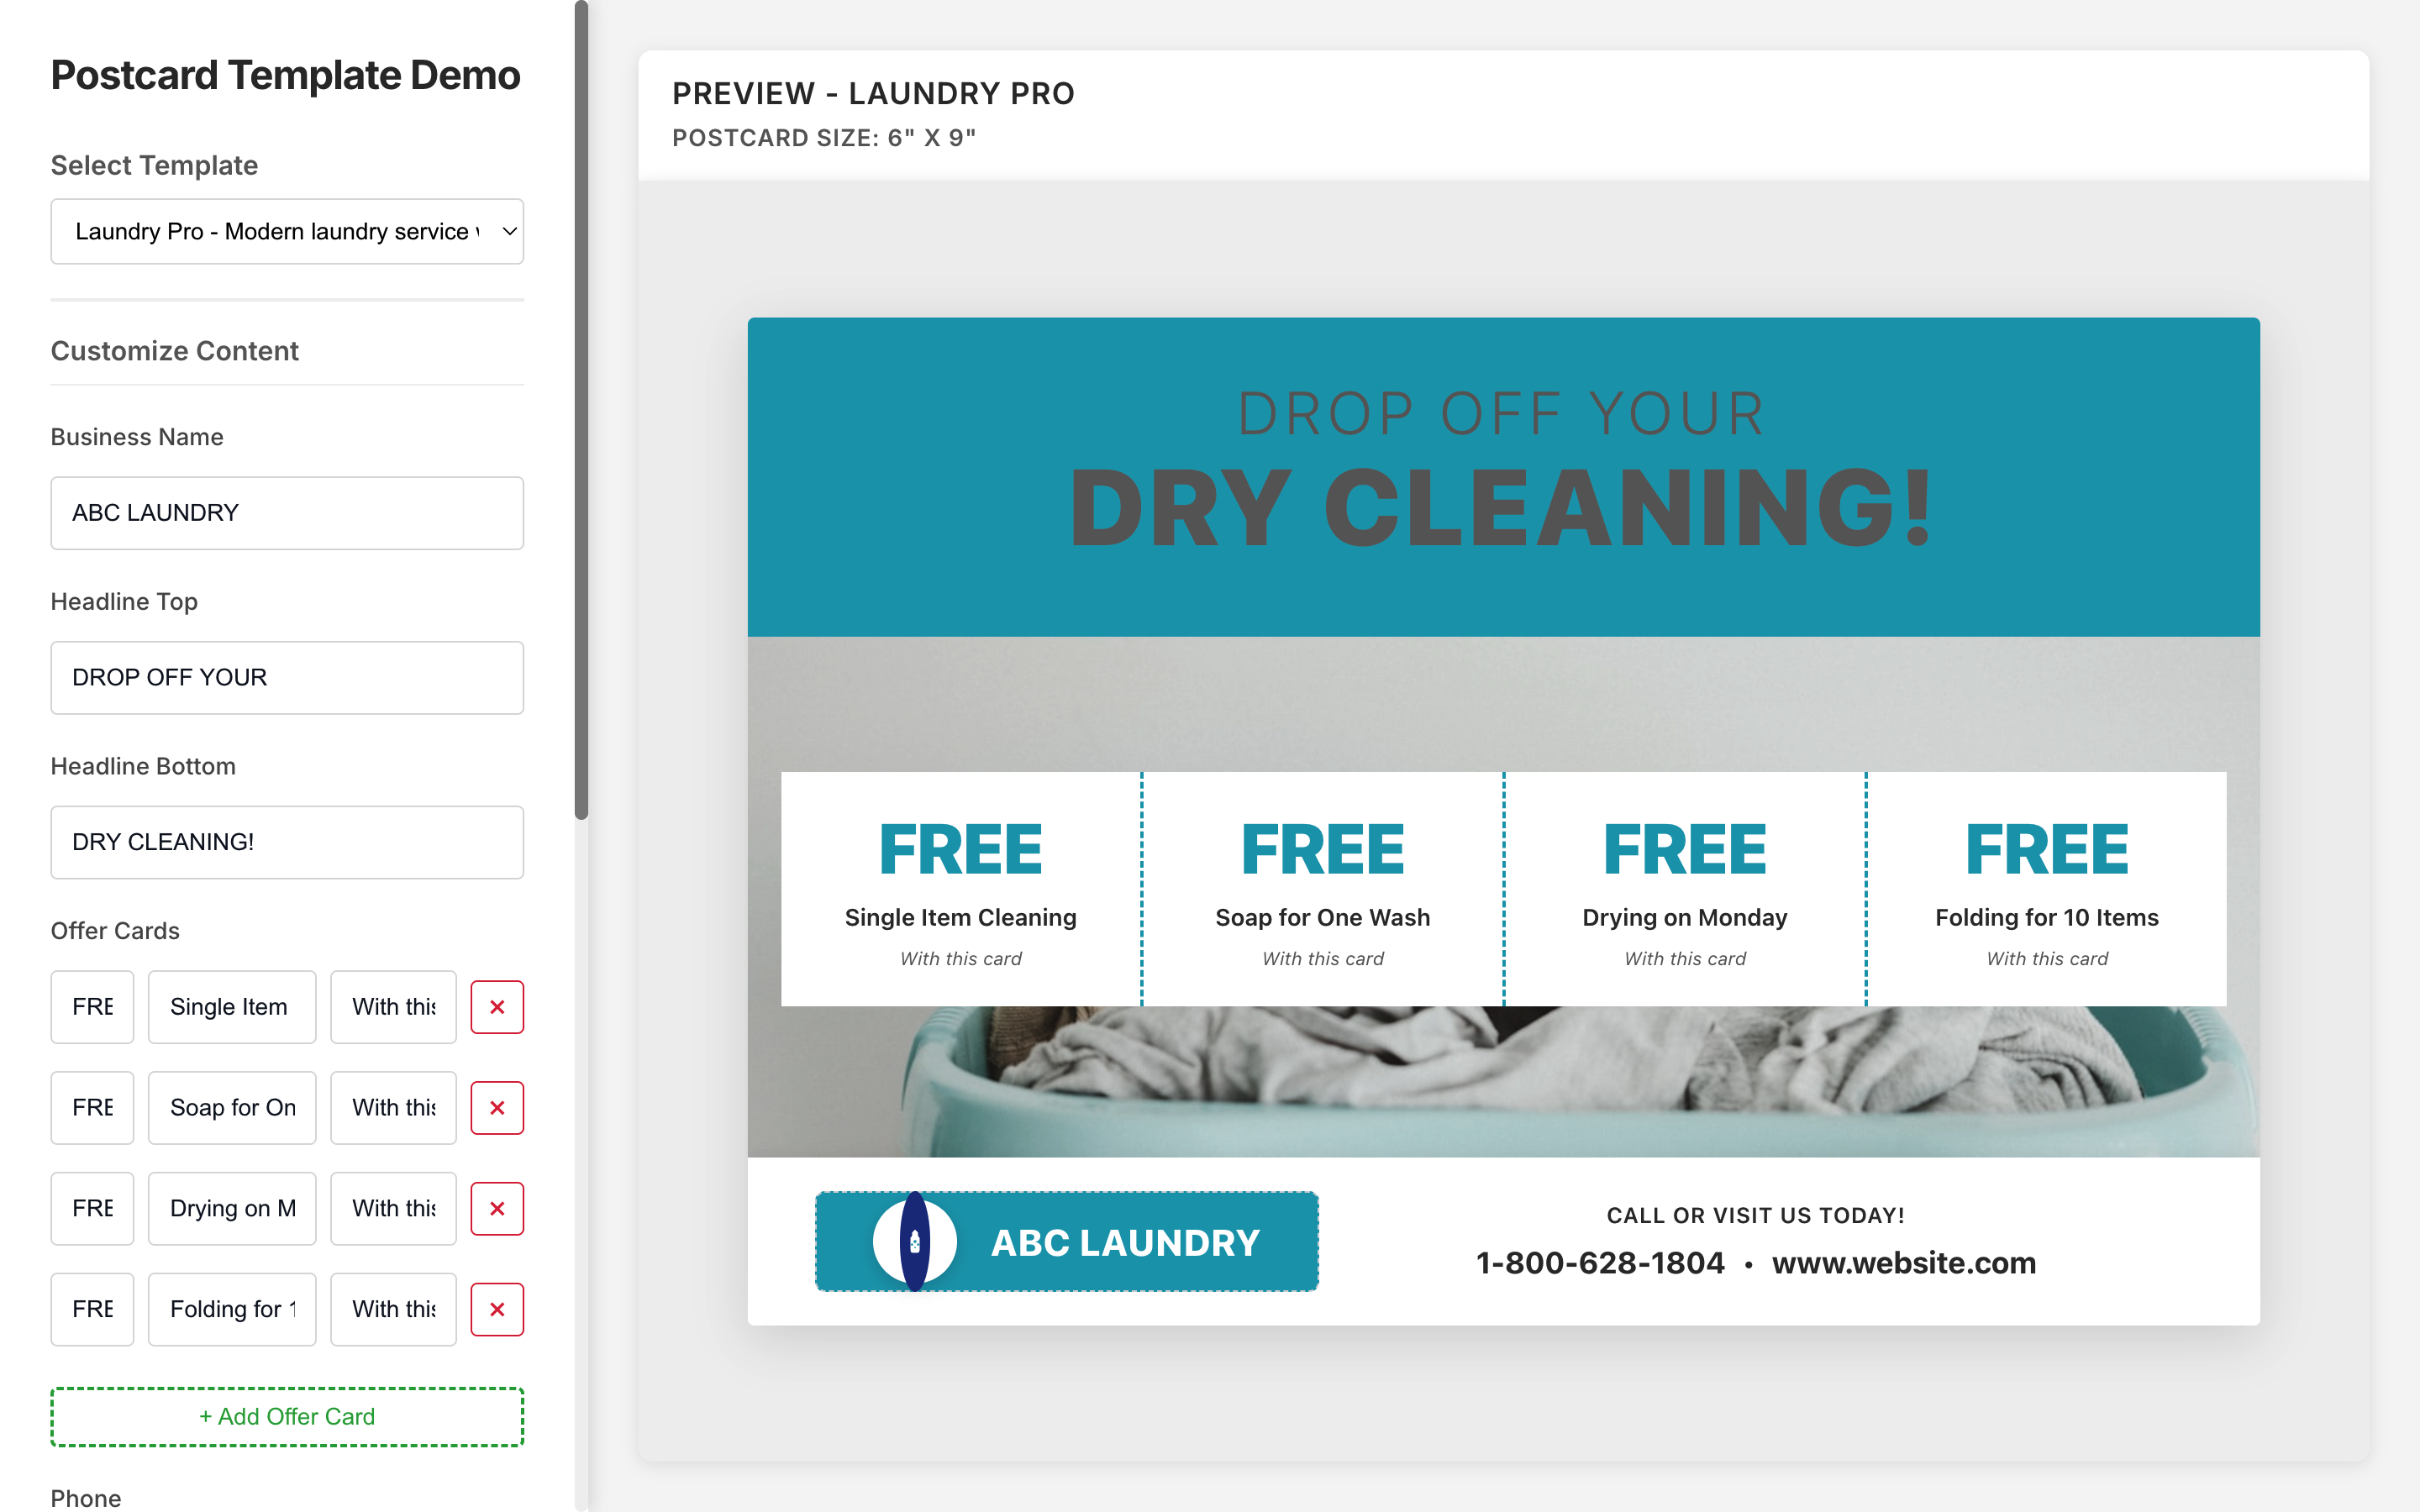 Postcard Template Demo
Select Template
Laundry Pro - Modern laundry service
Customize Content
Business Name
ABC LAUNDRY
Headline Top
DROP OFF YOUR
Headline Bottom
DRY CLEANING!
Offer Cards
FRE Single Item With this ×
FRE Soap for On With this ×
FRE Drying on M With this ×
FRE Folding for 1 With this ×
+ Add Offer Card
Phone
PREVIEW - LAUNDRY PRO
POSTCARD SIZE: 6" X 9"
DROP OFF YOUR
DRY CLEANING!
FREE
Single Item Cleaning
With this card
FREE
Soap for One Wash
With this card
FREE
Drying on Monday
With this card
FREE
Folding for 10 Items
With this card
ABC LAUNDRY
CALL OR VISIT US TODAY!
1-800-628-1804 • www.website.com